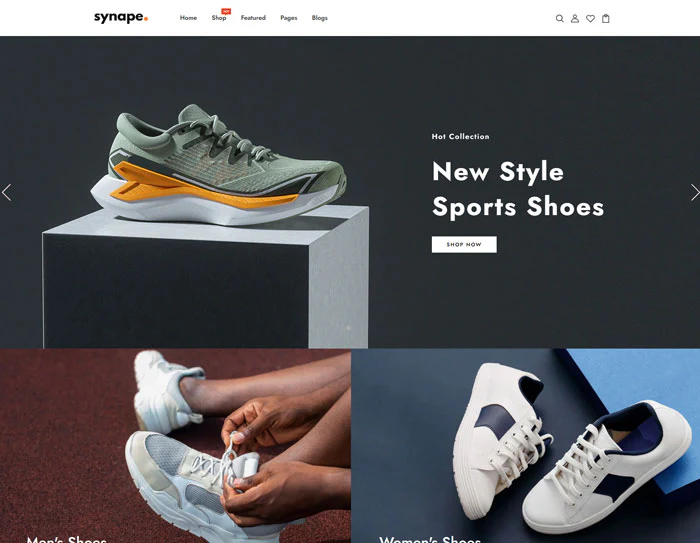 synape.
Home
Shop
HOT
Featured
Pages
Blogs
Hot Collection
New Style
Sports Shoes
SHOP NOW
Men's Shoes
Women's Shoes